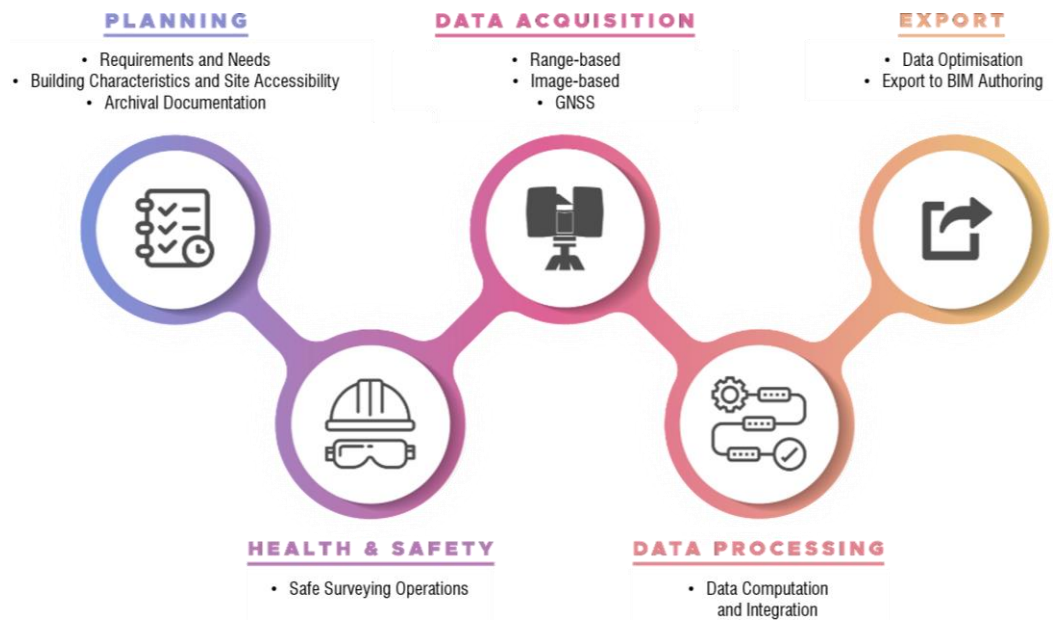 PLANNING
• Requirements and Needs
• Building Characteristics and Site Accessibility
• Archival Documentation
DATA ACQUISITION
• Range-based
• Image-based
• GNSS
EXPORT
• Data Optimisation
• Export to BIM Authoring
HEALTH & SAFETY
• Safe Surveying Operations
DATA PROCESSING
• Data Computation
and Integration